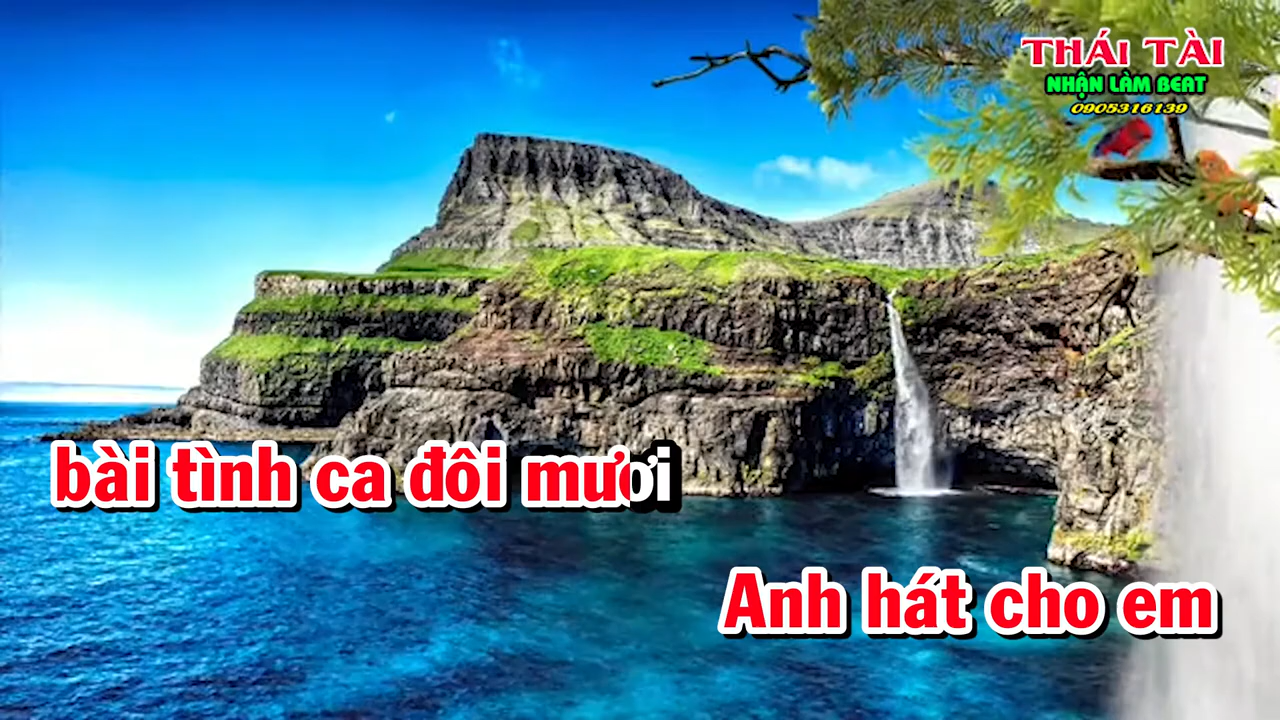 THÁI TÀI
NHẬN LÀM BEAT
0905316139
bài tình ca đôi mươi
Anh hát cho em